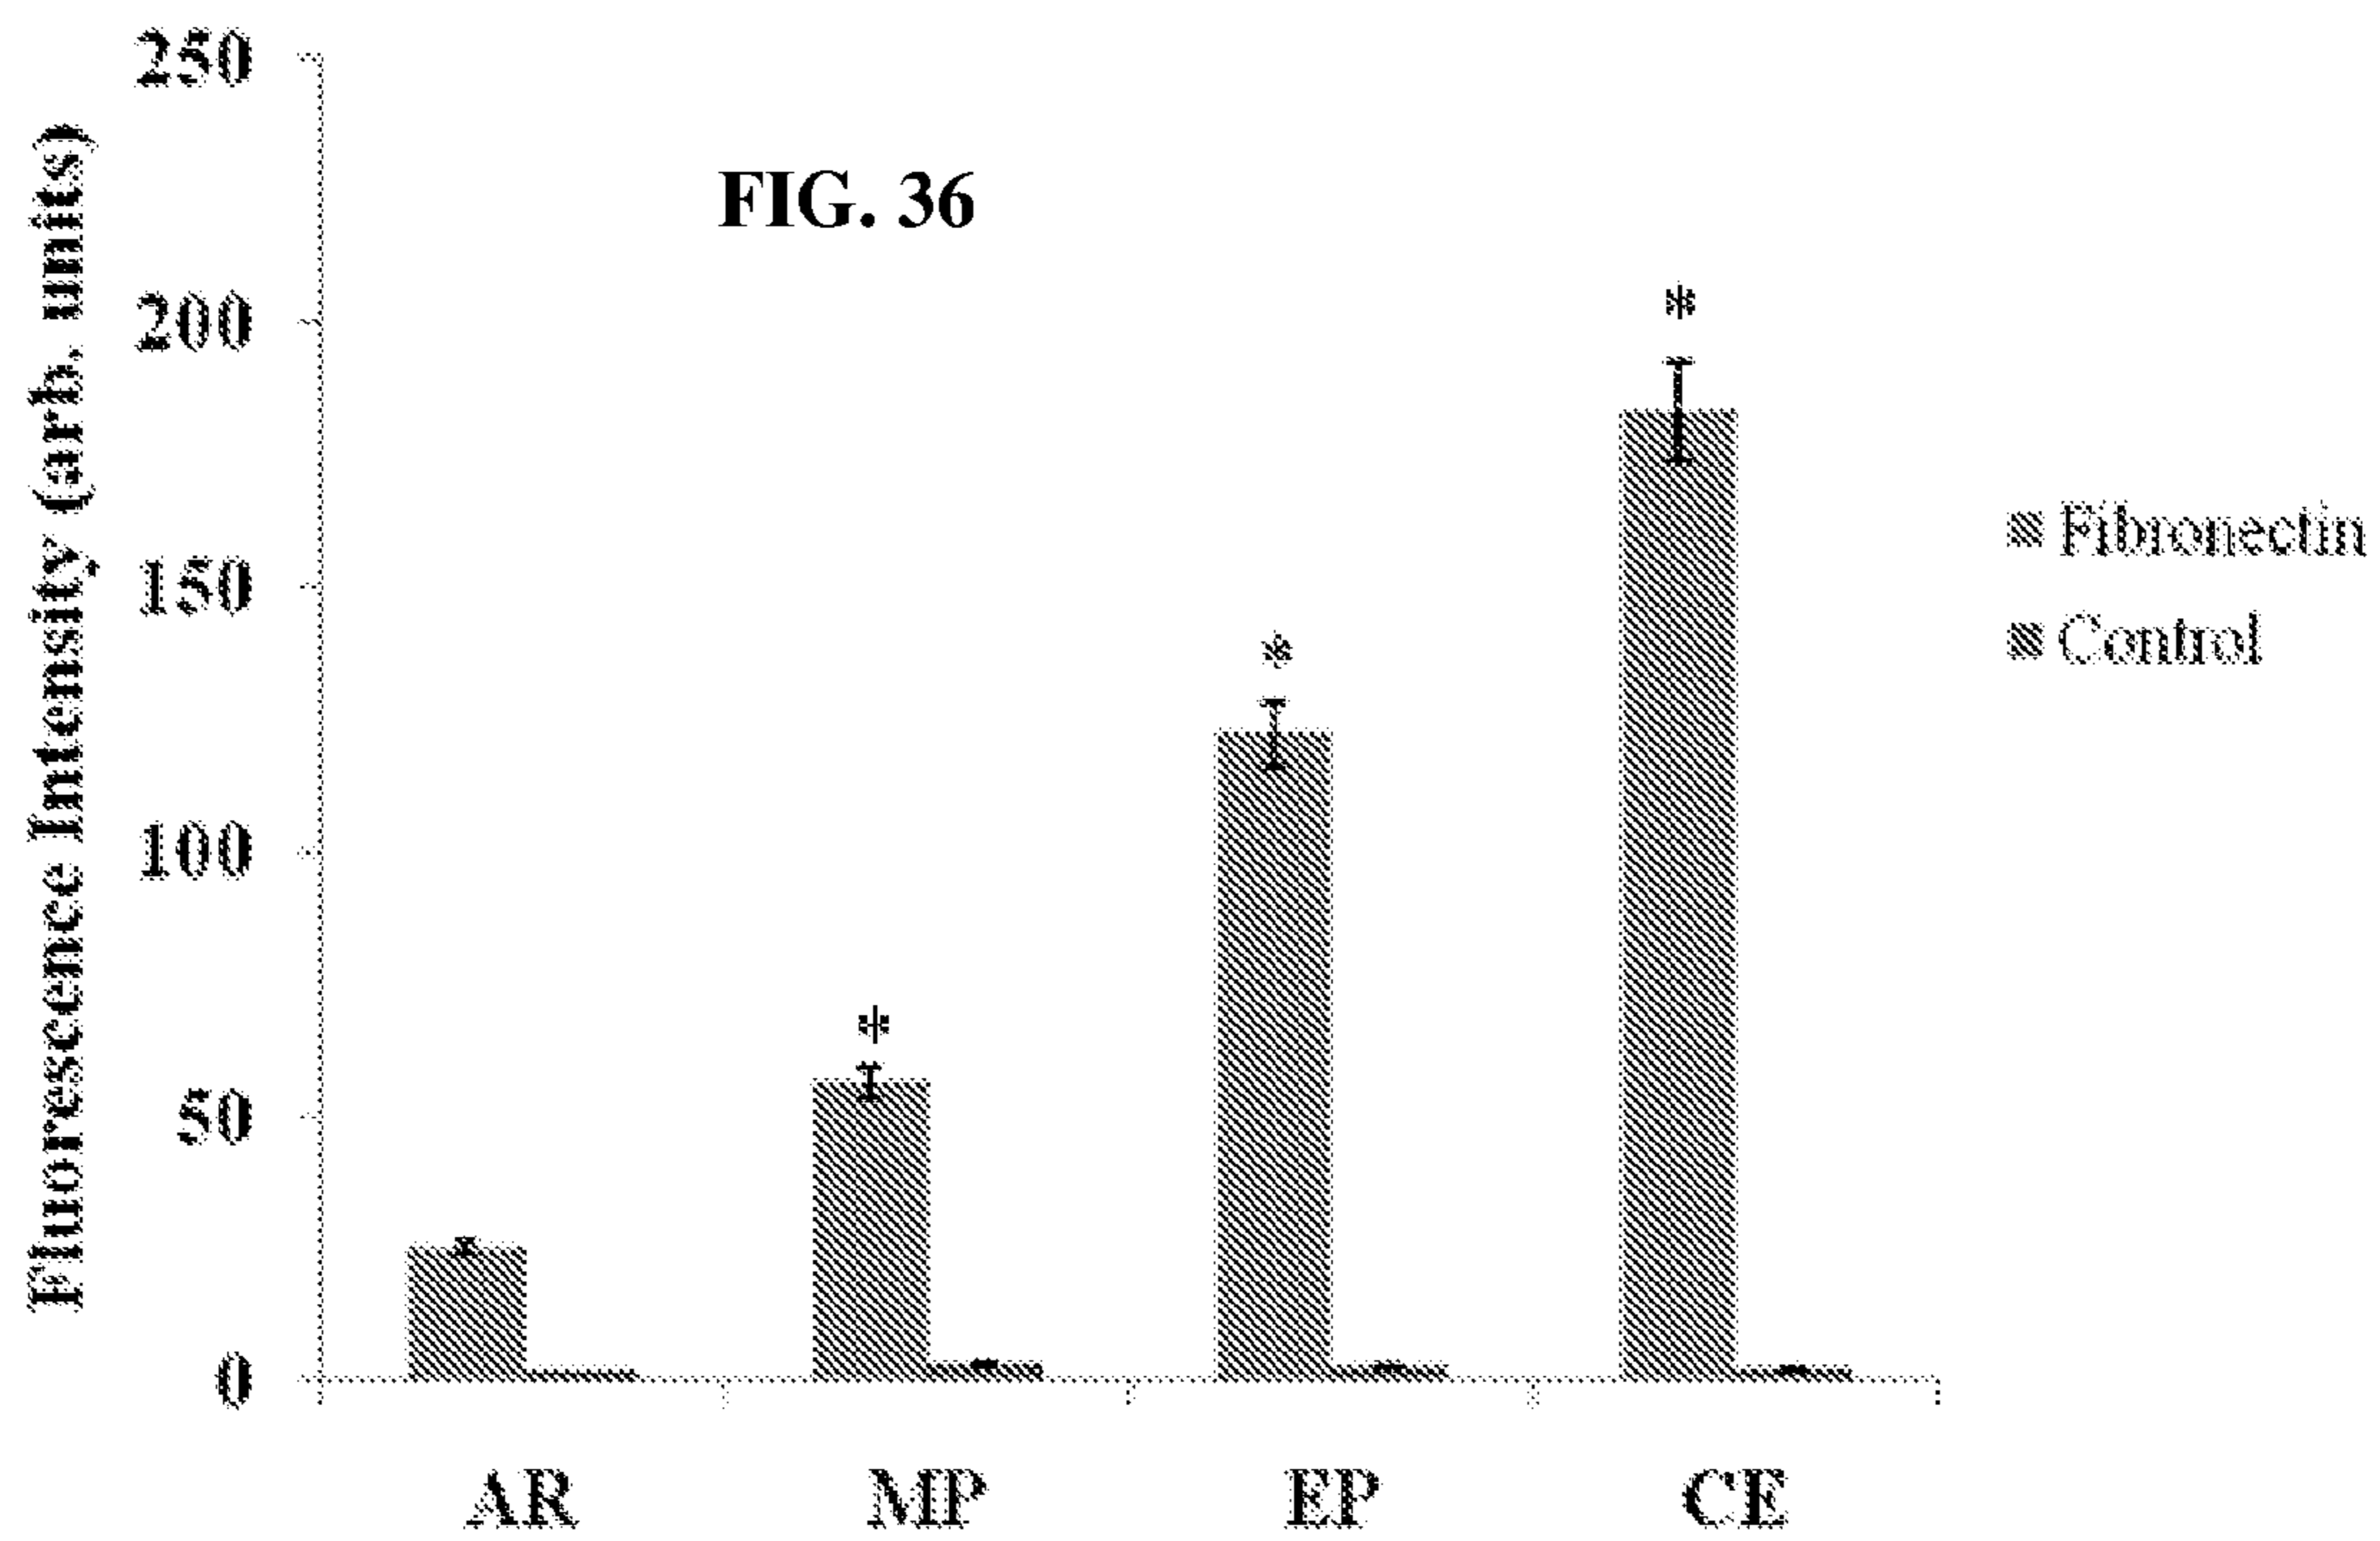 Fluorescence Intensity (arb. units)
250
200
150
100
50
0
FIG. 36
*
*
*
*
AR
MP
EP
CE
Fibronectin
Control